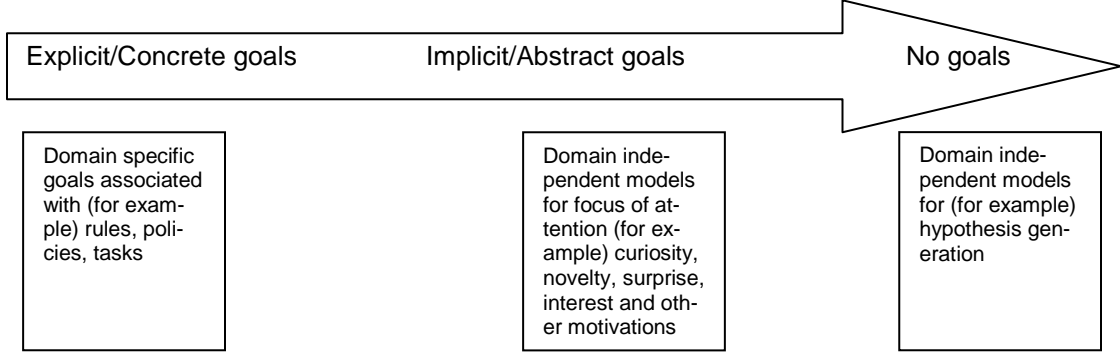 Explicit/Concrete goals
Implicit/Abstract goals
No goals
Domain specific
goals associated
with (for exam-
ple) rules, poli-
cies, tasks
Domain inde-
pendent models
for focus of at-
tention (for ex-
ample) curiosity,
novelty, surprise,
interest and oth-
er motivations
Domain inde-
pendent models
for (for example)
hypothesis gen-
eration